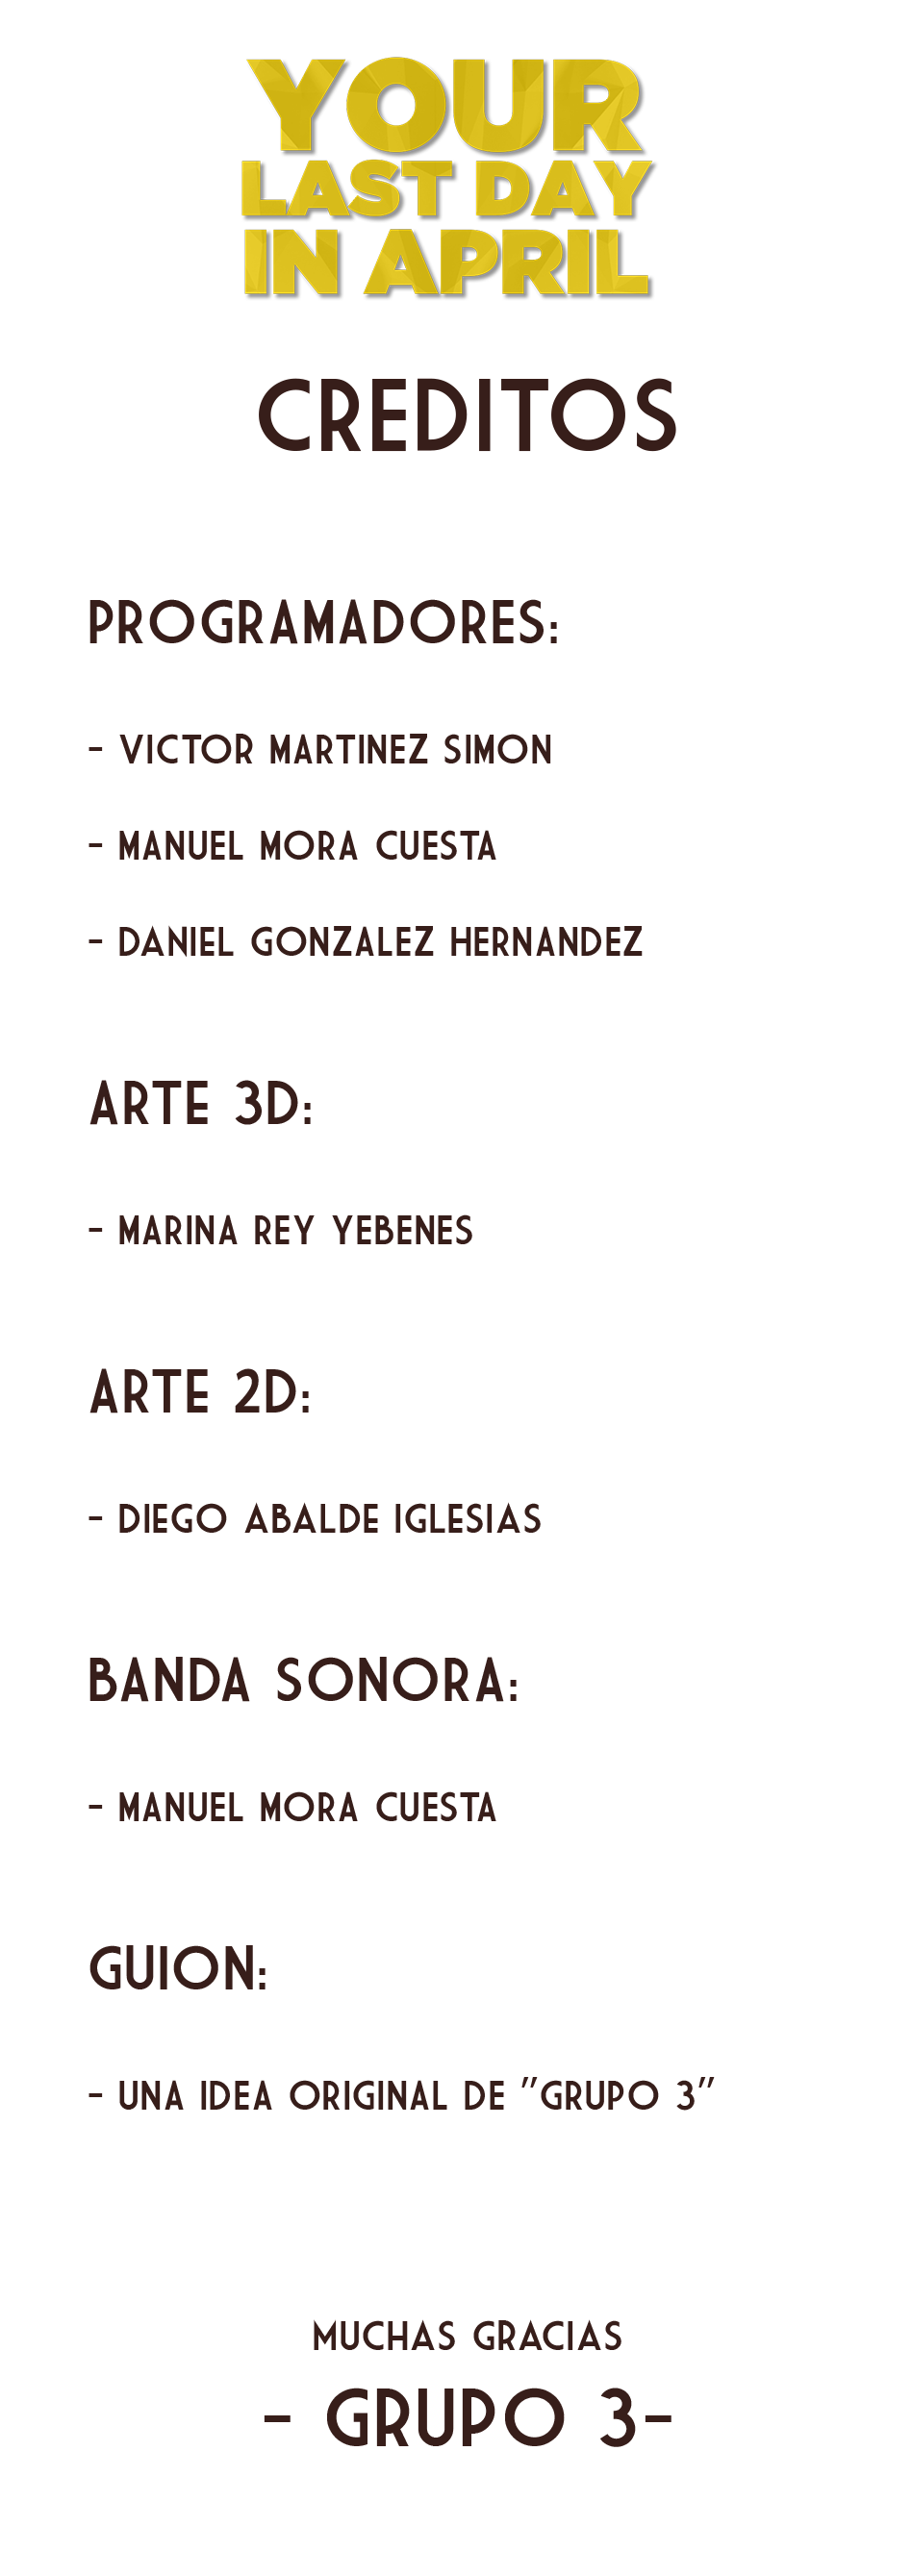 YOUR
LAST DAY
IN APRIL
CREDITOS
PROGRAMADORES:
- VICTOR MARTINEZ SIMON
- MANUEL MORA CUESTA
- DANIEL GONZALEZ HERNANDEZ
ARTE 3D:
- MARINA REY YEBENES
ARTE 2D:
- DIEGO ABALDE IGLESIAS
BANDA SONORA:
- MANUEL MORA CUESTA
GUION:
- UNA IDEA ORIGINAL DE "GRUPO 3"
MUCHAS GRACIAS
- GRUPO 3-